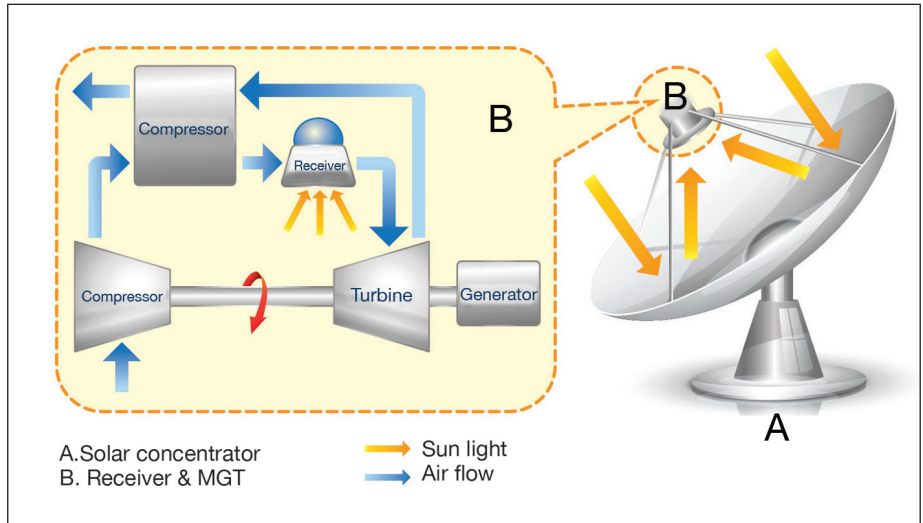 Compressor
Receiver
Compressor
Turbine
Generator
B
B
A
A.Solar concentrator
B. Receiver & MGT
Sun light
Air flow